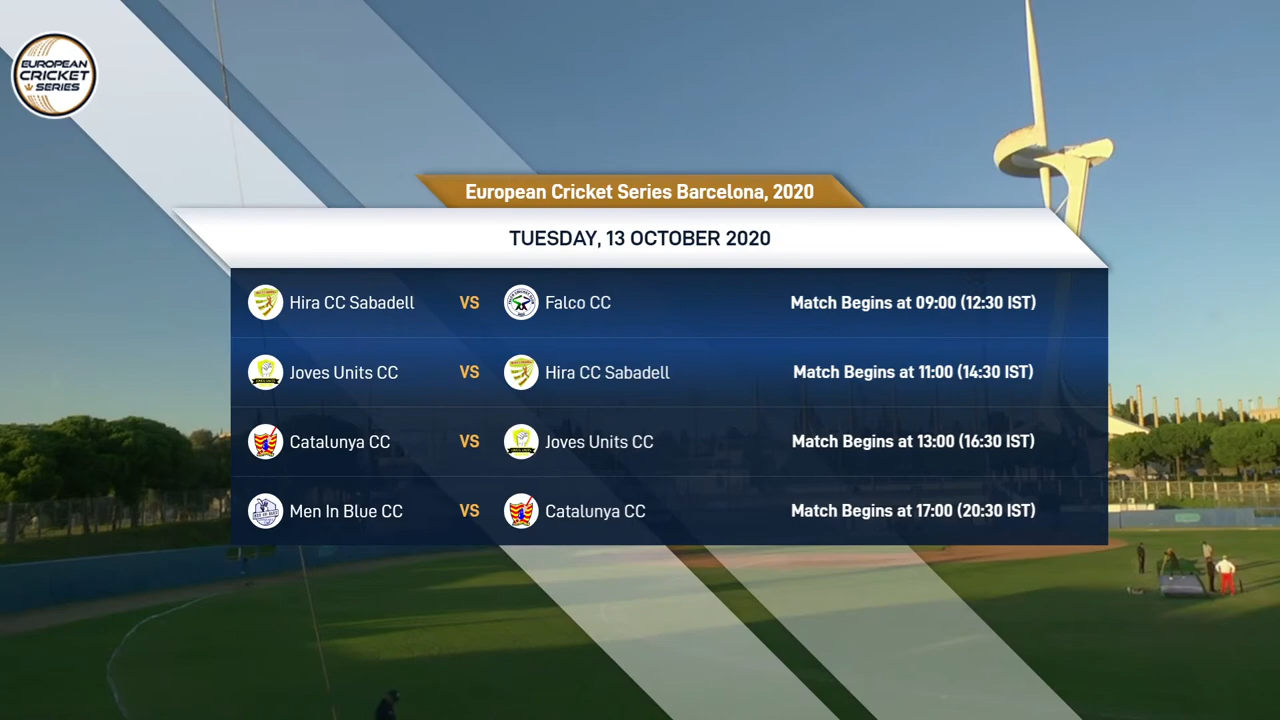 EUROPEAN
CRICKET
SERIES
European Cricket Series Barcelona, 2020
TUESDAY, 13 OCTOBER 2020
Hira CC Sabadell VS Falco CC Match Begins at 09:00 (12:30 IST)
Joves Units CC VS Hira CC Sabadell Match Begins at 11:00 (14:30 IST)
Catalunya CC VS Joves Units CC Match Begins at 13:00 (16:30 IST)
Men In Blue CC VS Catalunya CC Match Begins at 17:00 (20:30 IST)